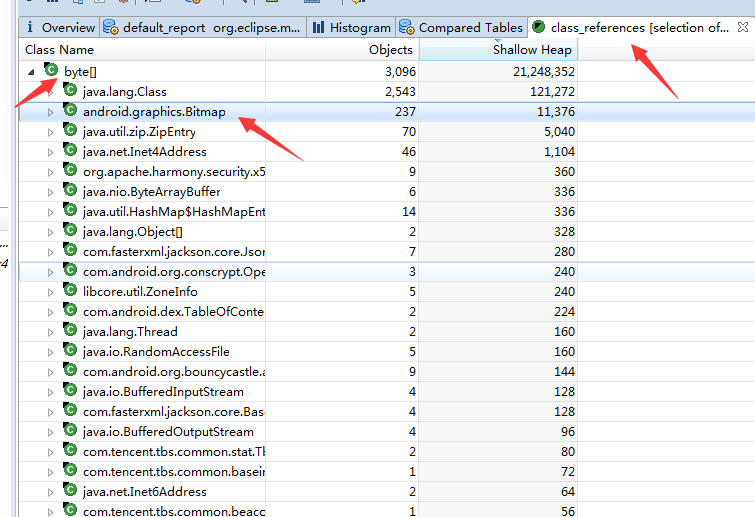 i Overview default_report org.eclipse.m... Histogram Compared Tables class_references [selection of...
Class Name Objects Shallow Heap
byte[] 3,096 21,248,352
java.lang.Class 2,543 121,272
android.graphics.Bitmap 237 11,376
java.util.zip.ZipEntry 70 5,040
java.net.Inet4Address 46 1,104
org.apache.harmony.security.x5 9 360
java.nio.ByteArrayBuffer 6 336
java.util.HashMap$HashMapEnt 14 336
java.lang.Object[] 2 328
com.fasterxml.jackson.core.Jso 7 280
com.android.org.conscrypt.Ope 3 240
libcore.util.ZoneInfo 5 240
com.android.dex.TableOfConte 2 224
java.lang.Thread 2 160
java.io.RandomAccessFile 5 160
com.android.org.bouncycastle.a 9 144
java.io.BufferedInputStream 4 128
com.fasterxml.jackson.core.Bas 4 128
java.io.BufferedOutputStream 4 96
com.tencent.tbs.common.stat.Tb 2 80
com.tencent.tbs.common.basein 1 72
java.net.Inet6Address 2 64
com.tencent.tbs.common.beaco 1 56